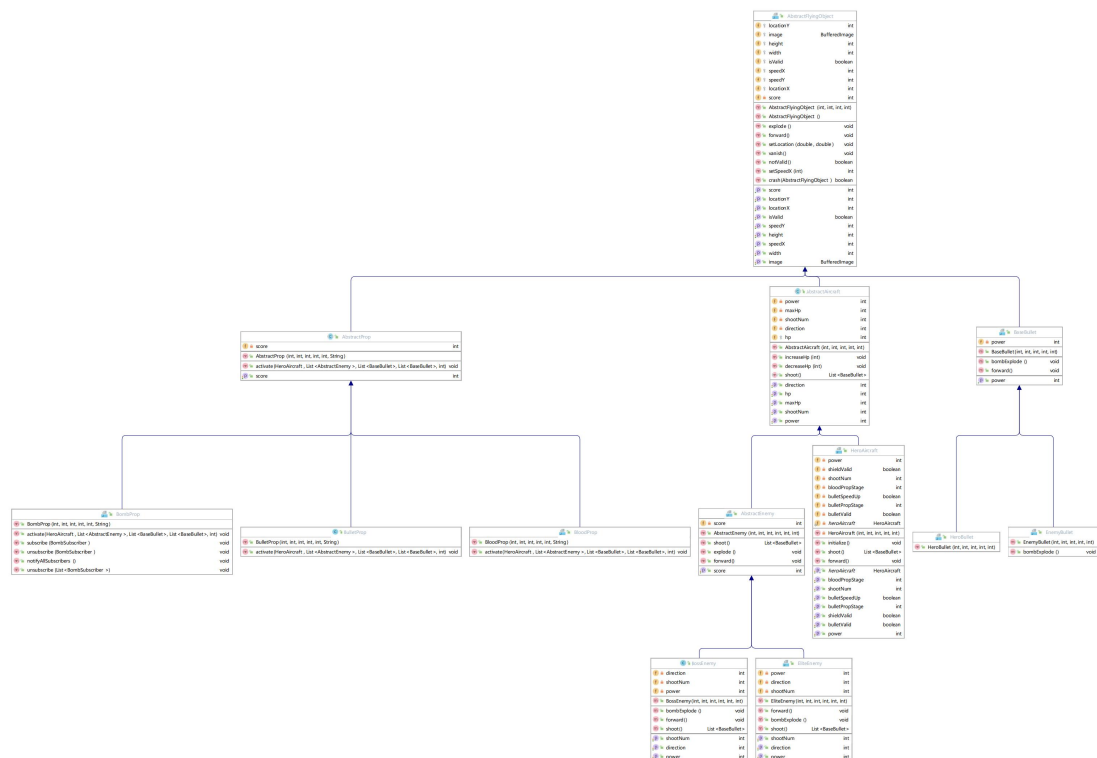 AbstractFlyingObject
locationY int
image BufferedImage
height int
width int
isValid boolean
speedX int
speedY int
locationX int
score int
AbstractFlyingObject (int, int, int, int)
AbstractFlyingObject ()
explode () void
forward() void
setLocation (double, double) void
vanish() void
notValid() boolean
setSpeedX (int) int
crash(AbstractFlyingObject ) boolean
score int
locationY int
locationX int
isValid boolean
speedY int
height int
speedX int
width int
image BufferedImage
AbstractProp
score int
AbstractProp (int, int, int, int, int, String)
activate(HeroAircraft , List <AbstractEnemy >, List <BaseBullet>, List <BaseBullet>, int) void
score int
AbstractAircraft
power int
maxHp int
shootNum int
direction int
hp int
AbstractAircraft (int, int, int, int, int)
increaseHp (int) void
decreaseHp (int) void
shoot() List <BaseBullet>
direction int
hp int
maxHp int
shootNum int
power int
BaseBullet
power int
BaseBullet(int, int, int, int, int)
bombExplode () void
forward() void
power int
BombProp
BombProp (int, int, int, int, int, String)
activate(HeroAircraft , List <AbstractEnemy >, List <BaseBullet>, List <BaseBullet>, int) void
subscribe (BombSubscriber ) void
unsubscribe (BombSubscriber ) void
notifyAllSubscribers () void
unsubscribe (List <BombSubscriber >) void
BulletProp
BulletProp (int, int, int, int, int, String)
activate(HeroAircraft , List <AbstractEnemy >, List <BaseBullet>, List <BaseBullet>, int) void
BloodProp
BloodProp (int, int, int, int, int, String)
activate(HeroAircraft , List <AbstractEnemy >, List <BaseBullet>, List <BaseBullet>, int) void
AbstractEnemy
score int
AbstractEnemy (int, int, int, int, int, int)
shoot() List <BaseBullet>
explode () void
forward() void
score int
HeroAircraft
power int
shieldValid boolean
shootNum int
bloodPropStage int
bulletSpeedUp boolean
bulletPropStage int
bulletValid boolean
heroAircraft HeroAircraft
HeroAircraft (int, int, int, int, int)
initialize() void
shoot() List <BaseBullet>
forward() void
heroAircraft HeroAircraft
bloodPropStage int
shootNum int
bulletSpeedUp boolean
bulletPropStage int
shieldValid boolean
bulletValid boolean
power int
HeroBullet
HeroBullet (int, int, int, int, int)
EnemyBullet
EnemyBullet (int, int, int, int, int)
bombExplode () void
BossEnemy
direction int
shootNum int
power int
BossEnemy(int, int, int, int, int, int)
bombExplode () void
forward() void
shoot() List <BaseBullet>
shootNum int
direction int
power int
EliteEnemy
power int
direction int
shootNum int
EliteEnemy (int, int, int, int, int, int)
forward() void
bombExplode () void
shoot() List <BaseBullet>
shootNum int
direction int
power int